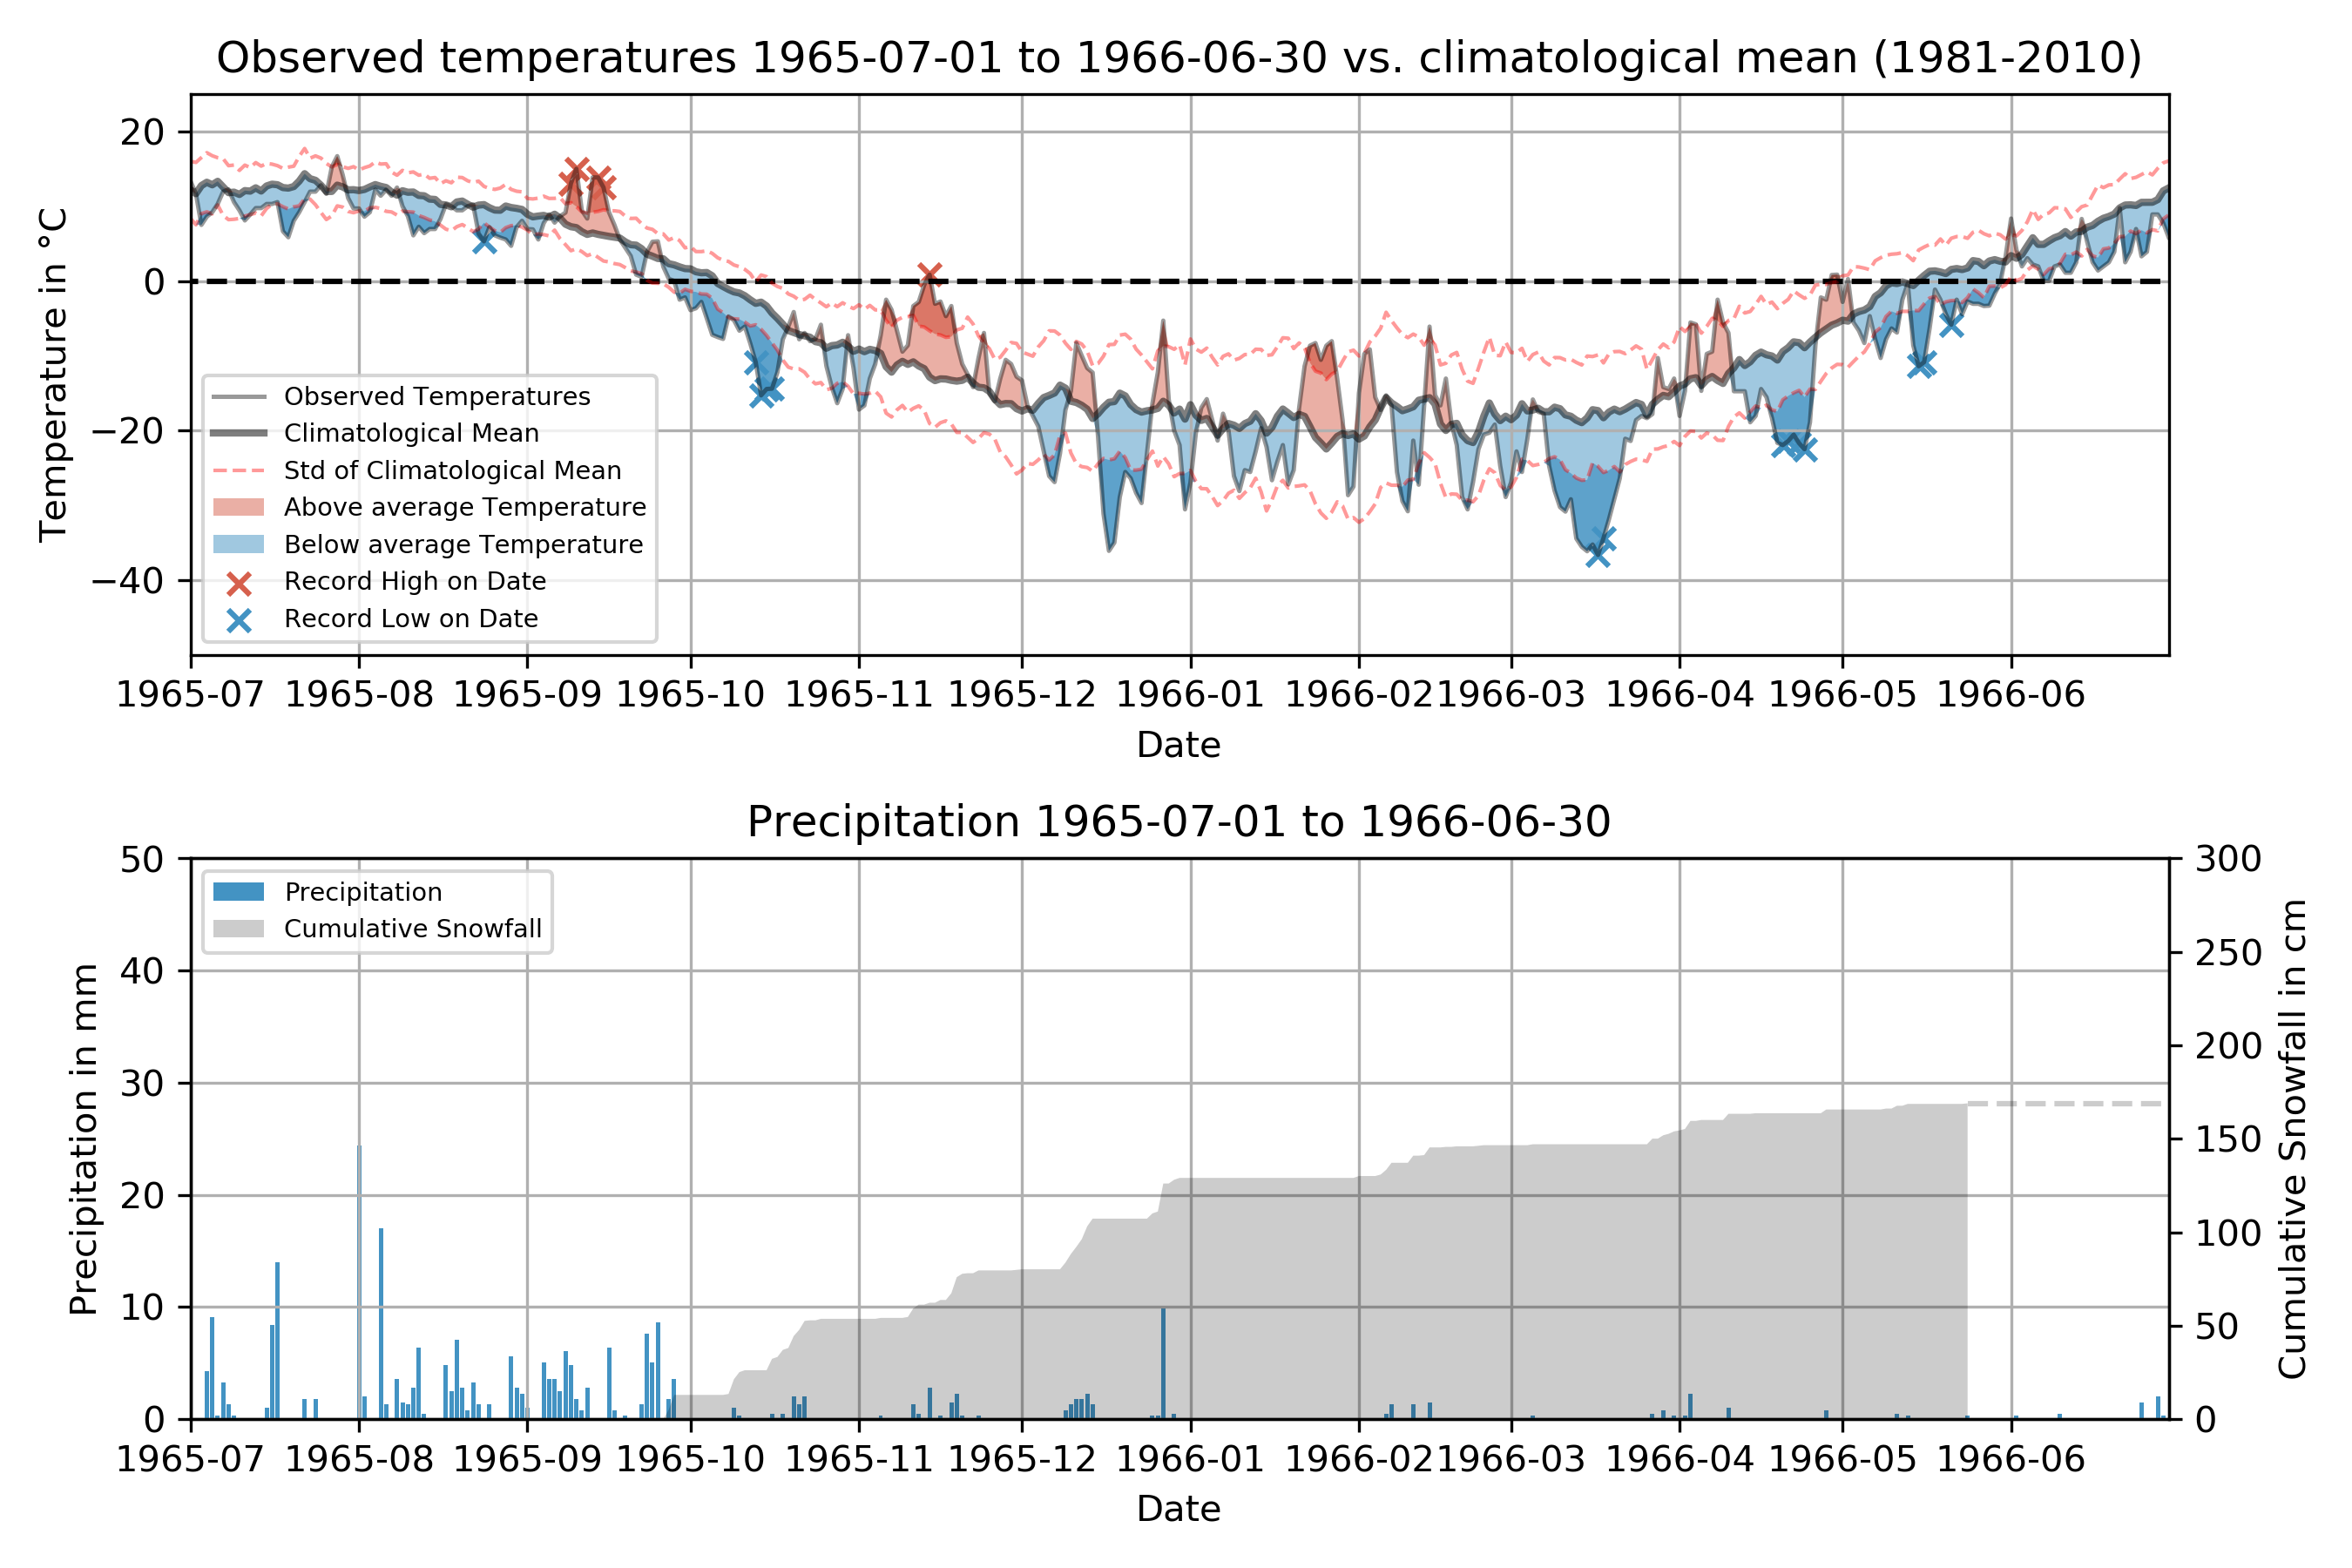 Observed temperatures 1965-07-01 to 1966-06-30 vs. climatological mean (1981-2010)
Temperature in °C
20
0
−20
−40
Observed Temperatures
Climatological Mean
Std of Climatological Mean
Above average Temperature
Below average Temperature
Record High on Date
Record Low on Date
1965-07 1965-08 1965-09 1965-10 1965-11 1965-12 1966-01 1966-02 1966-03 1966-04 1966-05 1966-06
Date
Precipitation 1965-07-01 to 1966-06-30
Precipitation in mm
50
40
30
20
10
0
Precipitation
Cumulative Snowfall
300
250
200
150
100
50
0
Cumulative Snowfall in cm
1965-07 1965-08 1965-09 1965-10 1965-11 1965-12 1966-01 1966-02 1966-03 1966-04 1966-05 1966-06
Date